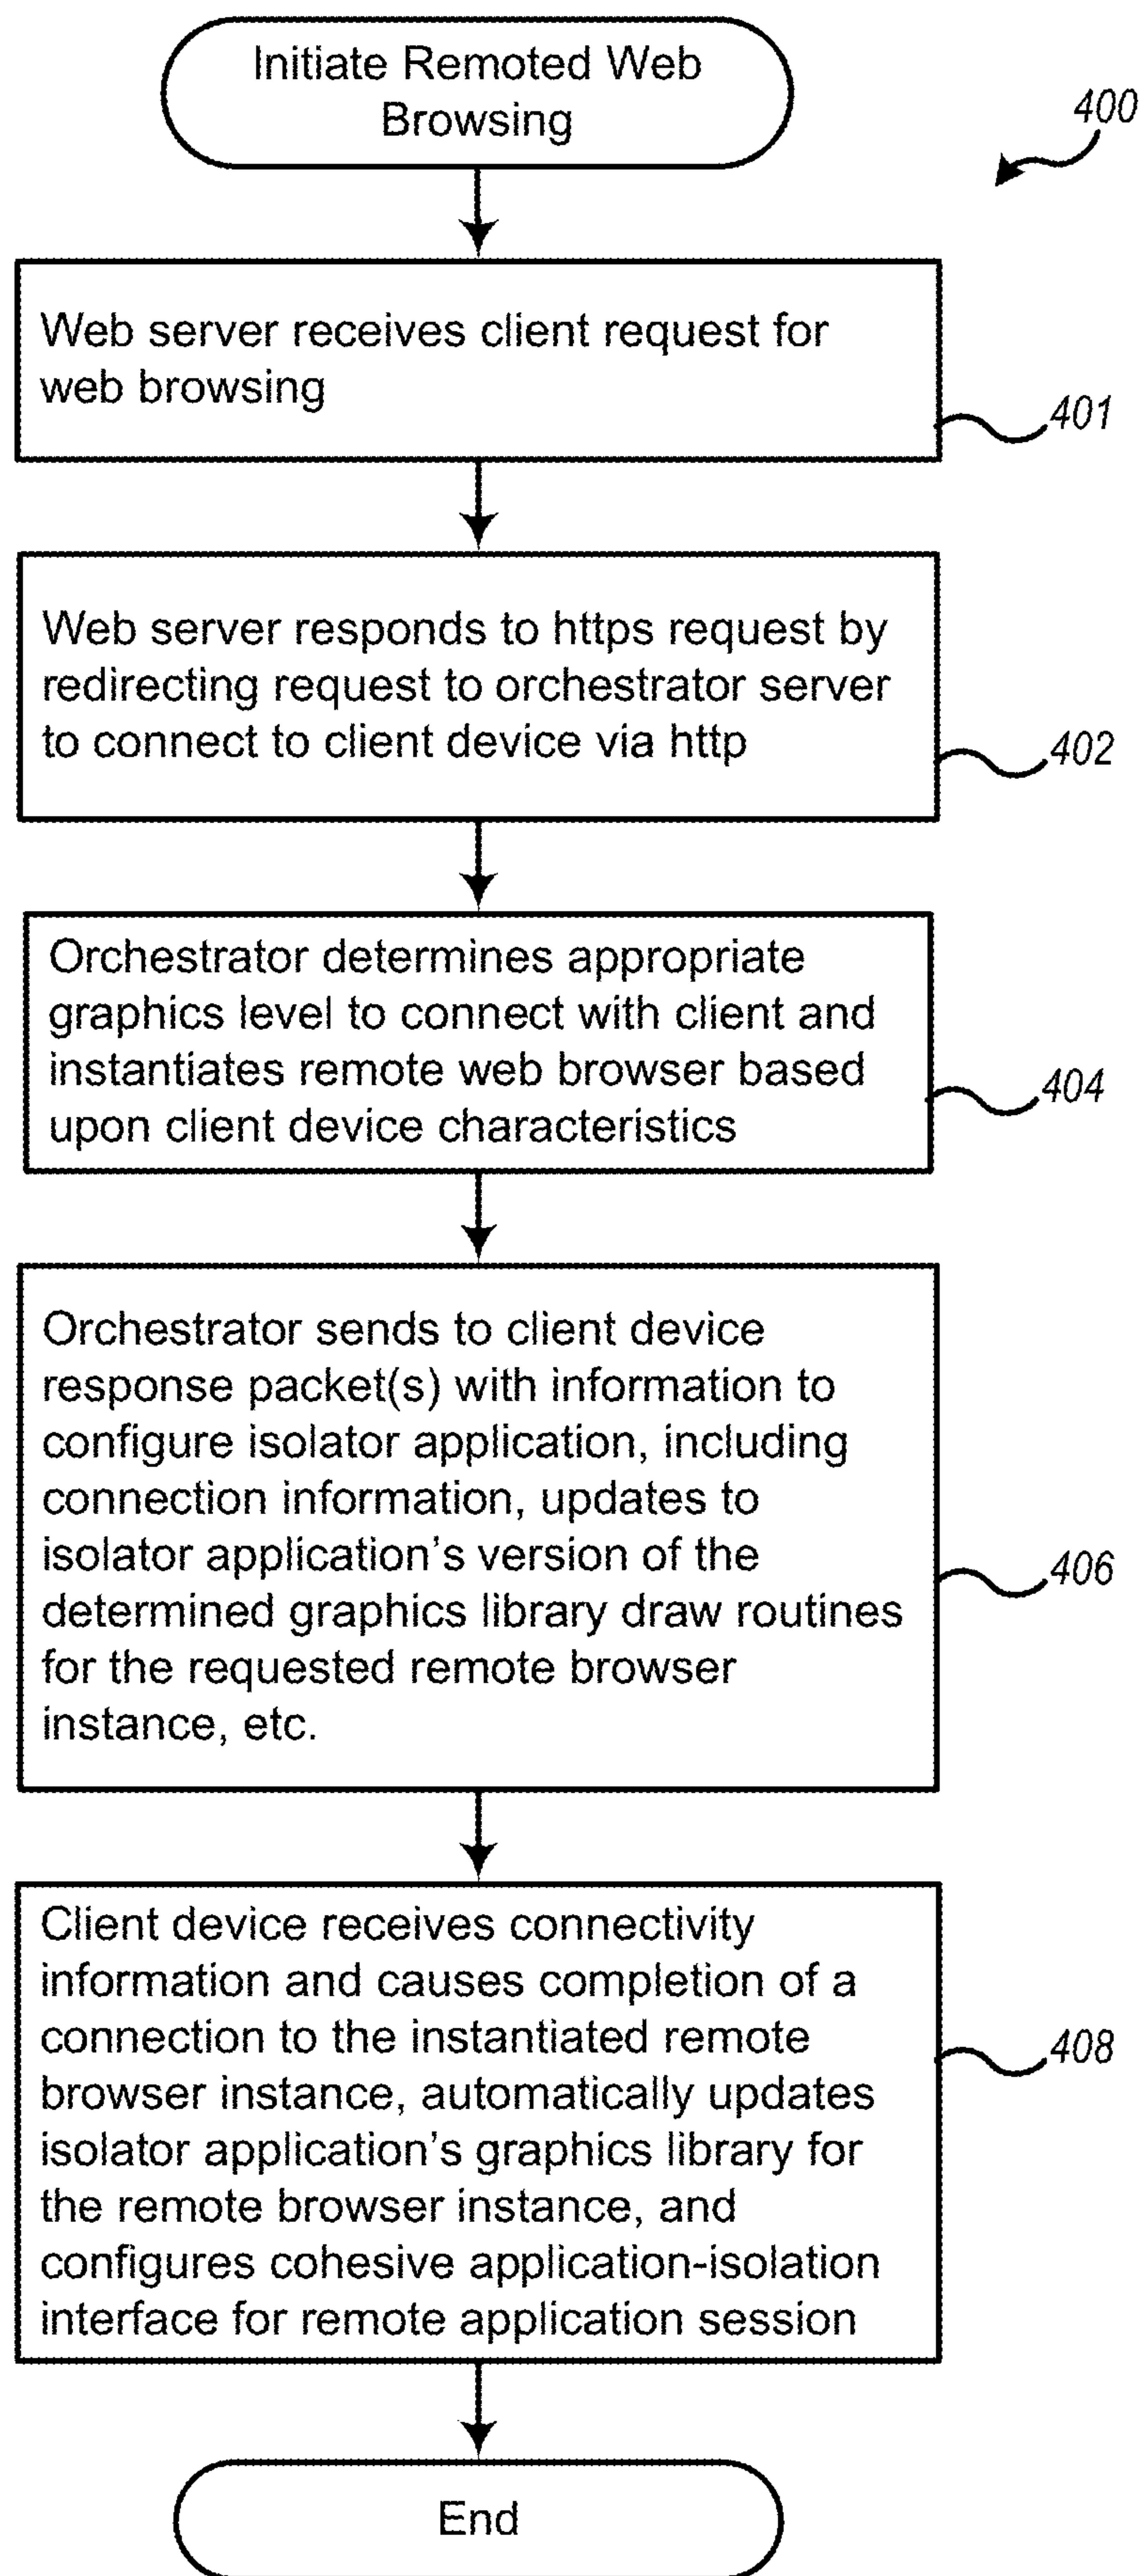 Initiate Remoted Web
Browsing
400
Web server receives client request for
web browsing
401
Web server responds to https request by
redirecting request to orchestrator server
to connect to client device via http
402
Orchestrator determines appropriate
graphics level to connect with client and
instantiates remote web browser based
upon client device characteristics
404
Orchestrator sends to client device
response packet(s) with information to
configure isolator application, including
connection information, updates to
isolator application's version of the
determined graphics library draw routines
for the requested remote browser
instance, etc.
406
Client device receives connectivity
information and causes completion of a
connection to the instantiated remote
browser instance, automatically updates
isolator application's graphics library for
the remote browser instance, and
configures cohesive application-isolation
interface for remote application session
408
End